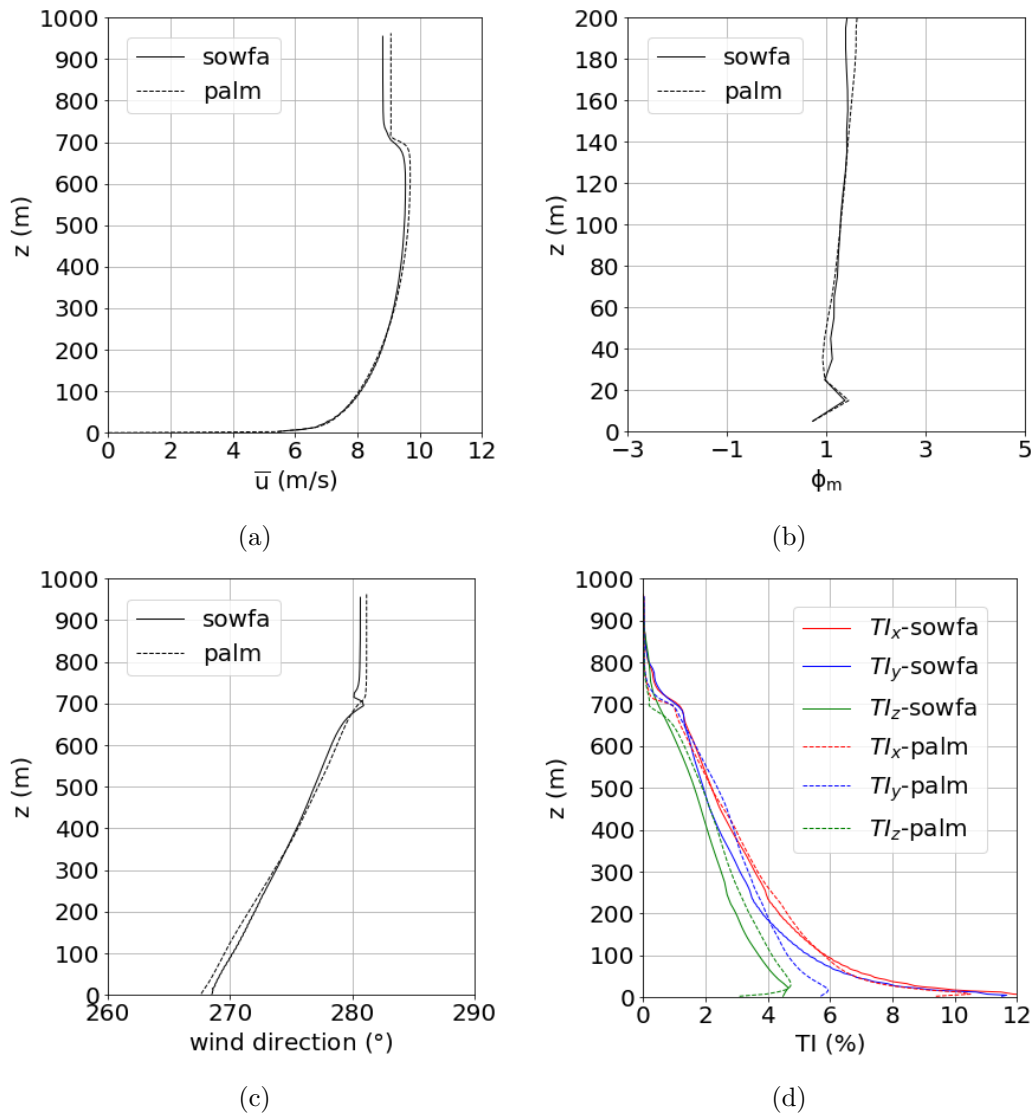 1000
900
800
700
600
500
400
300
200
100
0
z (m)
sowfa
palm
0 2 4 6 8 10 12
u̅ (m/s)
(a)
200
180
160
140
120
100
80
60
40
20
0
z (m)
sowfa
palm
−3 −1 1 3 5
ϕm
(b)
1000
900
800
700
600
500
400
300
200
100
0
z (m)
sowfa
palm
260 270 280 290
wind direction (°)
(c)
1000
900
800
700
600
500
400
300
200
100
0
z (m)
TIx-sowfa
TIy-sowfa
TIz-sowfa
TIx-palm
TIy-palm
TIz-palm
0 2 4 6 8 10 12
TI (%)
(d)